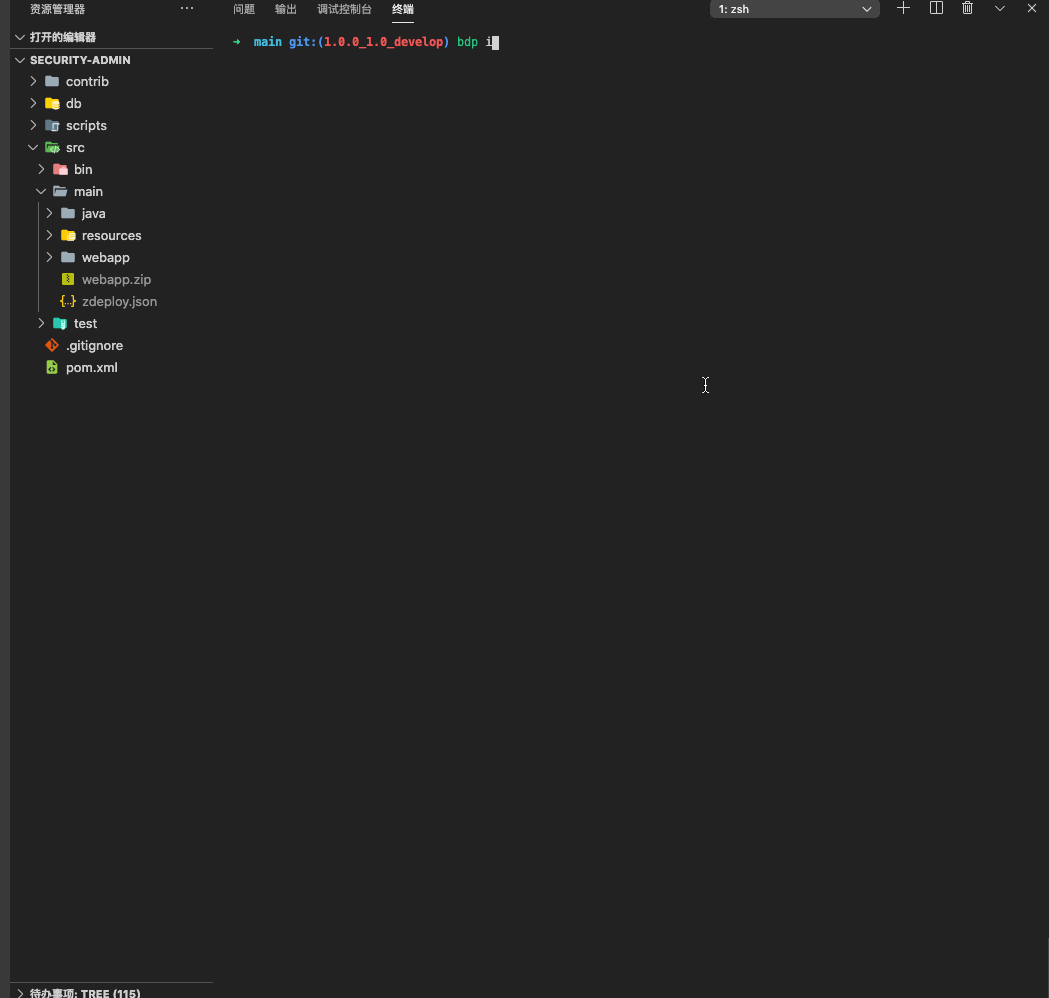 资源管理器 ···
问题 输出 调试控制台 终端 1: zsh
打开的编辑器
➜ main git:(1.0.0_1.0_develop) bdp i
SECURITY-ADMIN
contrib
db
scripts
src
bin
main
java
resources
webapp
webapp.zip
{..} zdeploy.json
test
.gitignore
pom.xml
待办事项: TREE (115)